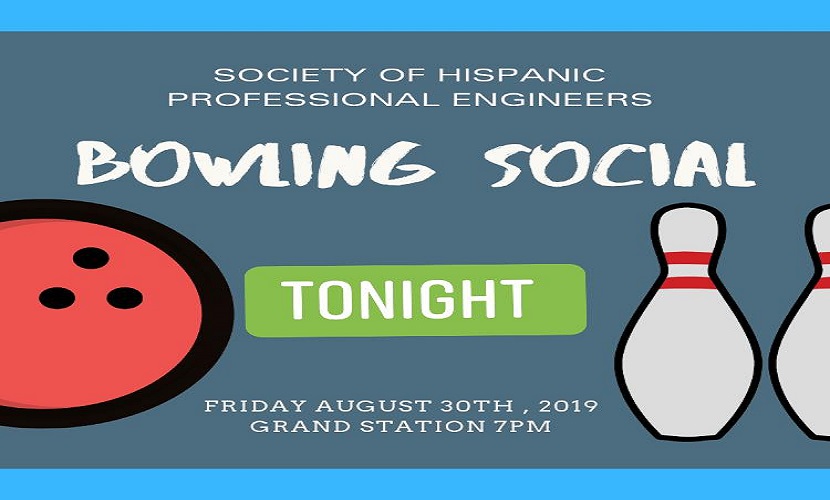 SOCIETY OF HISPANIC
PROFESSIONAL ENGINEERS
BOWLING SOCIAL
TONIGHT
FRIDAY AUGUST 30TH , 2019
GRAND STATION 7PM